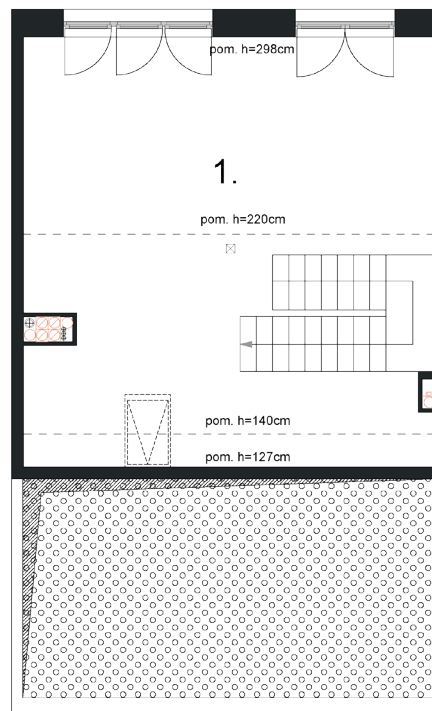 pom. h=298cm
1.
pom. h=220cm
pom. h=140cm
pom. h=127cm